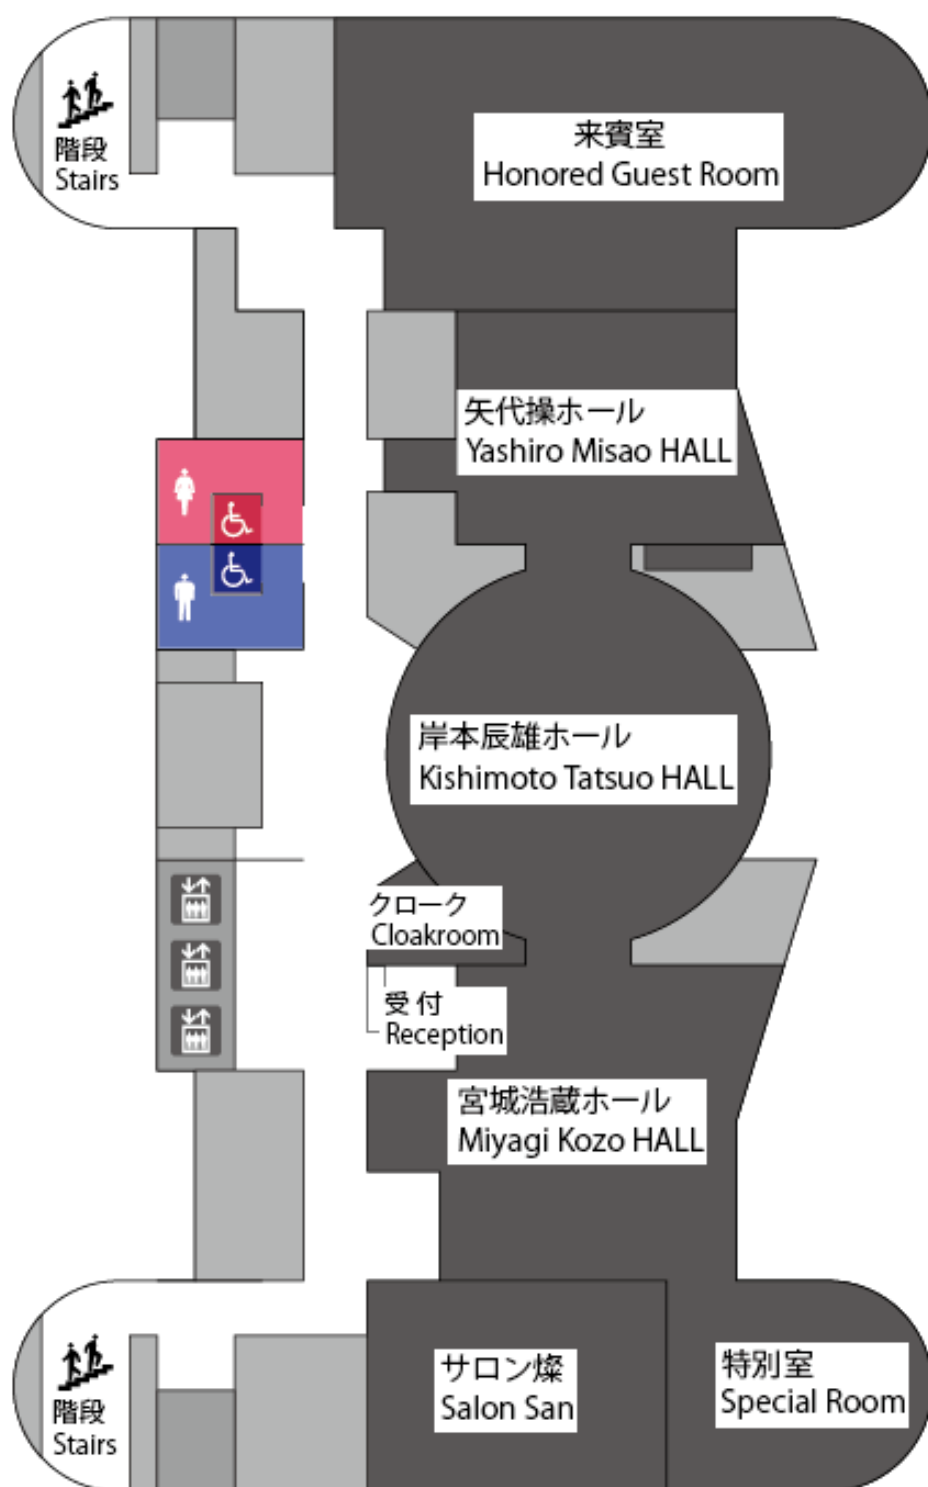 階段
Stairs
来賓室
Honored Guest Room
矢代操ホール
Yashiro Misao HALL
岸本辰雄ホール
Kishimoto Tatsuo HALL
クローク
Cloakroom
受付
Reception
宮城浩蔵ホール
Miyagi Kozo HALL
階段
Stairs
サロン燦
Salon San
特別室
Special Room